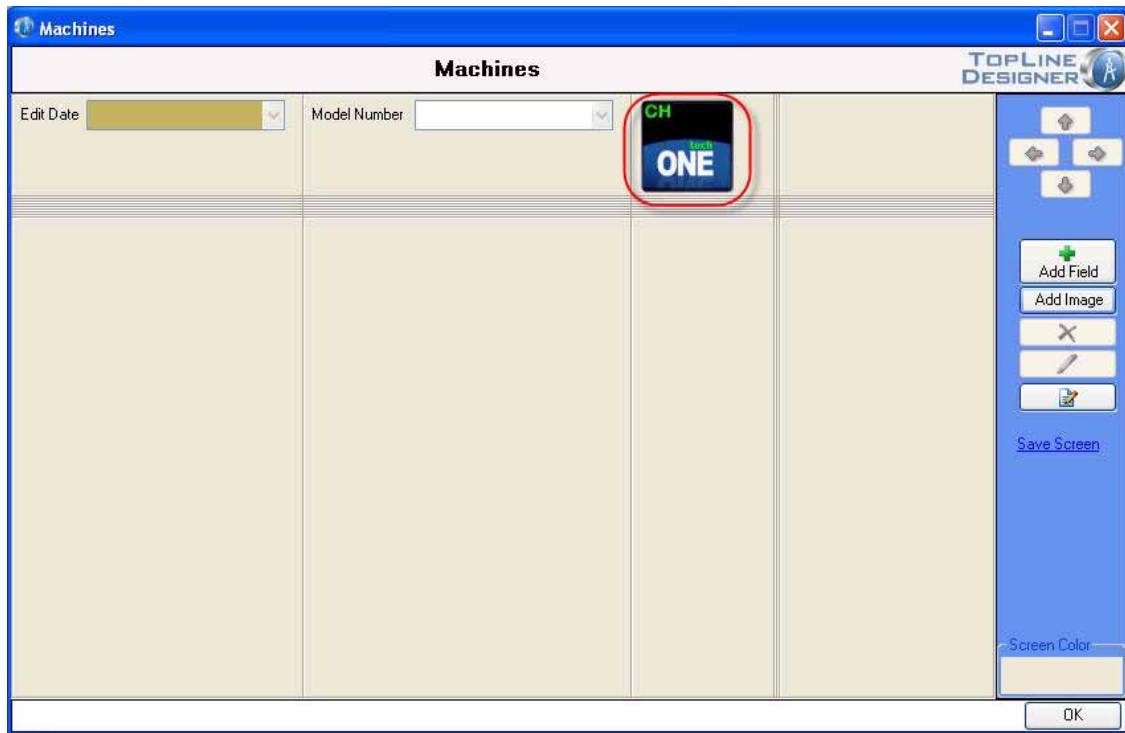 Machines
Machines
TOPLINE
DESIGNER
Edit Date
Model Number
CH
tech
ONE
Add Field
Add Image
Save Screen
Screen Color
OK